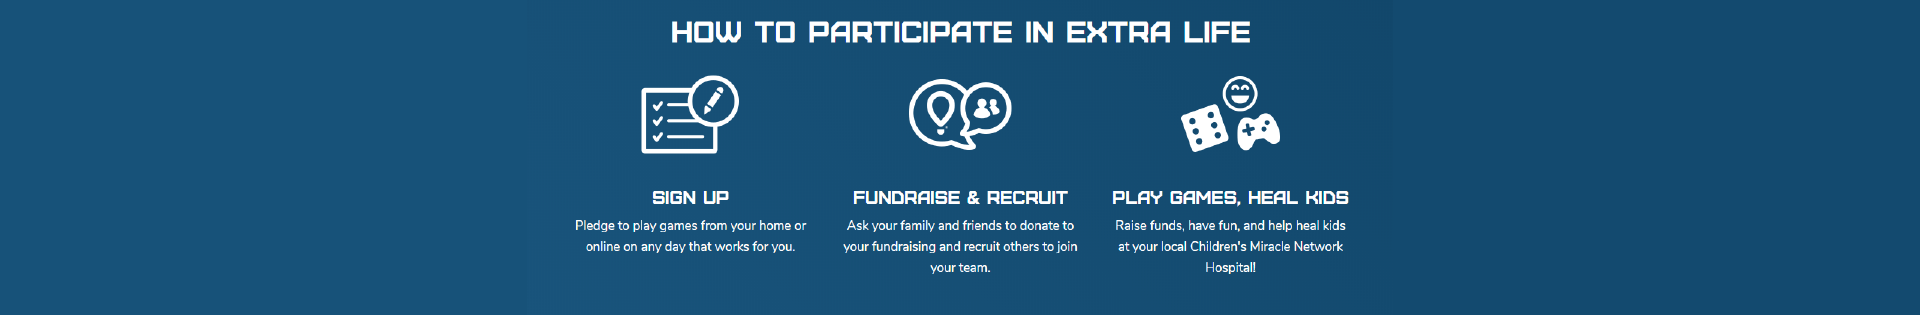 HOW TO PARTICIPATE IN EXTRA LIFE
SIGN UP
Pledge to play games from your home or
online on any day that works for you.
FUNDRAISE & RECRUIT
Ask your family and friends to donate to
your fundraising and recruit others to join
your team.
PLAY GAMES, HEAL KIDS
Raise funds, have fun, and help heal kids
at your local Children's Miracle Network
Hospital!